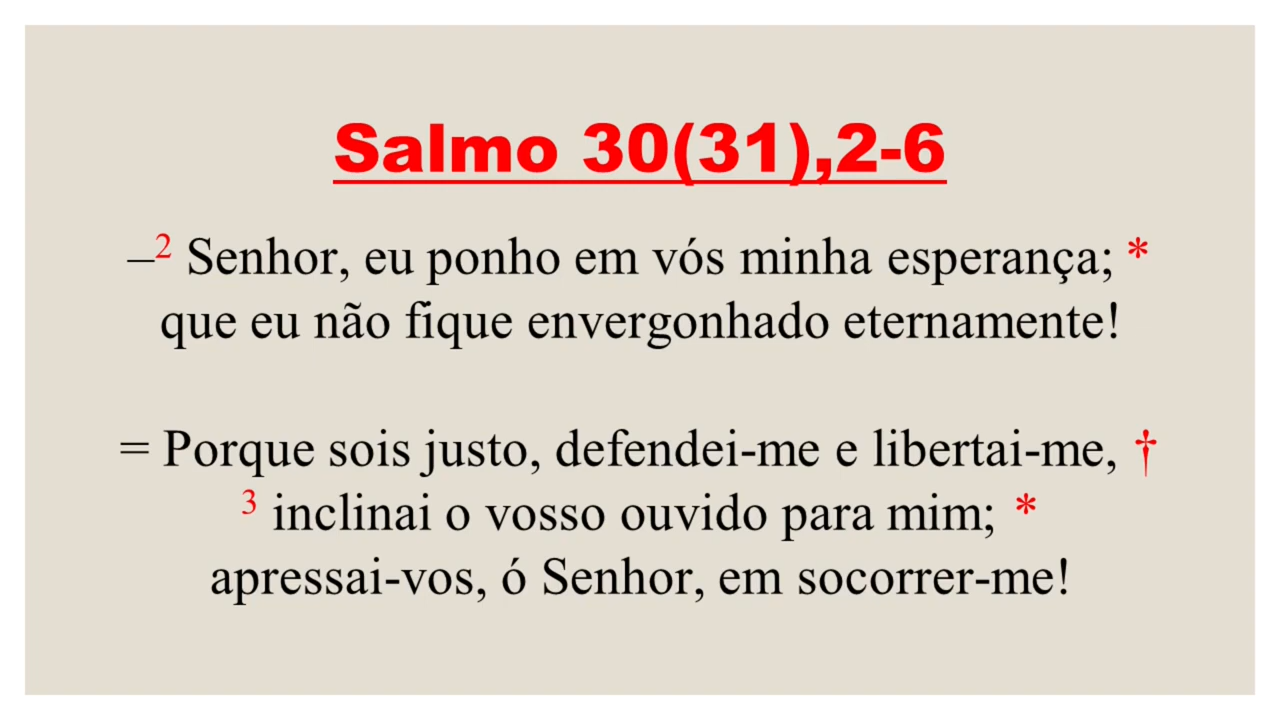 Salmo 30(31),2-6
–² Senhor, eu ponho em vós minha esperança; *
que eu não fique envergonhado eternamente!
= Porque sois justo, defendei-me e libertai-me, †
³ inclinai o vosso ouvido para mim; *
apressai-vos, ó Senhor, em socorrer-me!